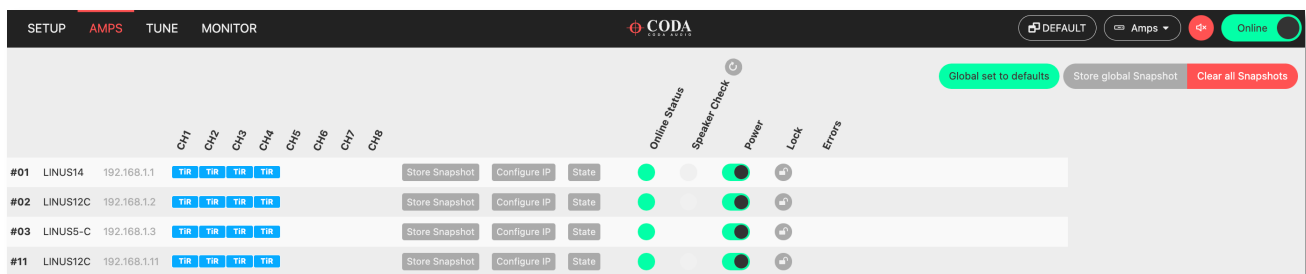 SETUP AMPS TUNE MONITOR CODA DEFAULT Amps Online
CODA AUDIO
Global set to defaults Store global Snapshot Clear all Snapshots
CH1 CH2 CH3 CH4 CH5 CH6 CH7 CH8 Online Status Speaker Check Power Lock Errors
#01 LINUS14 192.168.1.1 TiR TiR TiR TiR Store Snapshot Configure IP State
#02 LINUS12C 192.168.1.2 TiR TiR TiR TiR Store Snapshot Configure IP State
#03 LINUS5-C 192.168.1.3 TiR TiR TiR TiR Store Snapshot Configure IP State
#11 LINUS12C 192.168.1.11 TiR TiR TiR TiR Store Snapshot Configure IP State